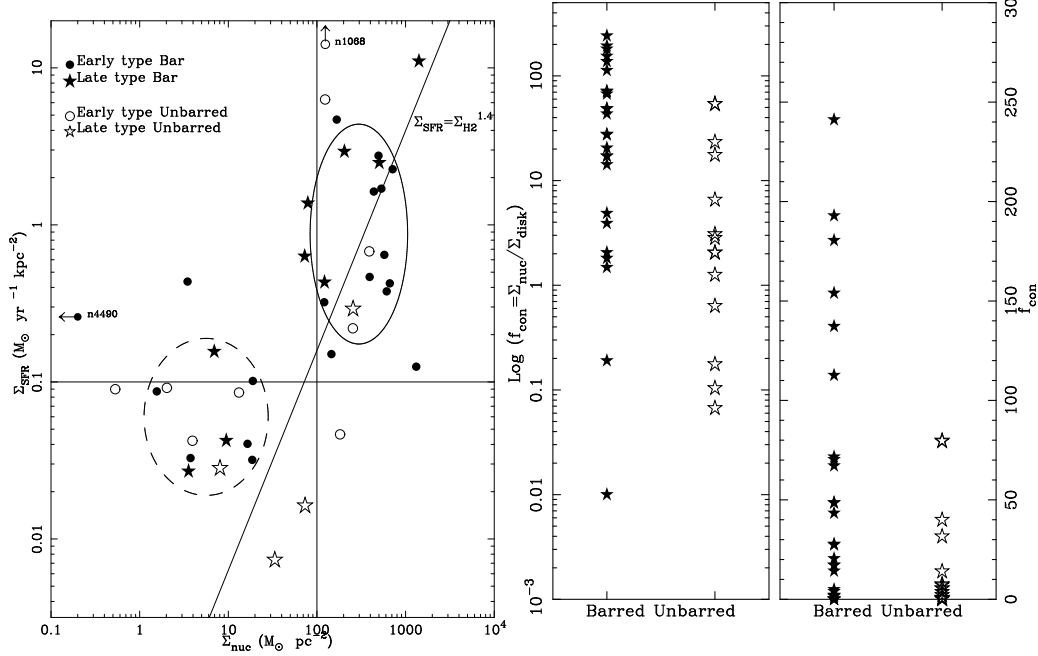 n1068
Early type Bar
Late type Bar
Early type Unbarred
Late type Unbarred
Σ_SFR=Σ_H2^1.4
n4490
10
1
0.1
0.01
Σ_SFR (M⊙ yr^−1 kpc^−2)
0.1 1 10 100 1000 10^4
Σ_nuc (M⊙ pc^−2)
100
10
1
0.1
0.01
10^−3
Log (f_con=Σ_nuc/Σ_disk)
Barred Unbarred
300
250
200
150
100
50
0
f_con
Barred Unbarred